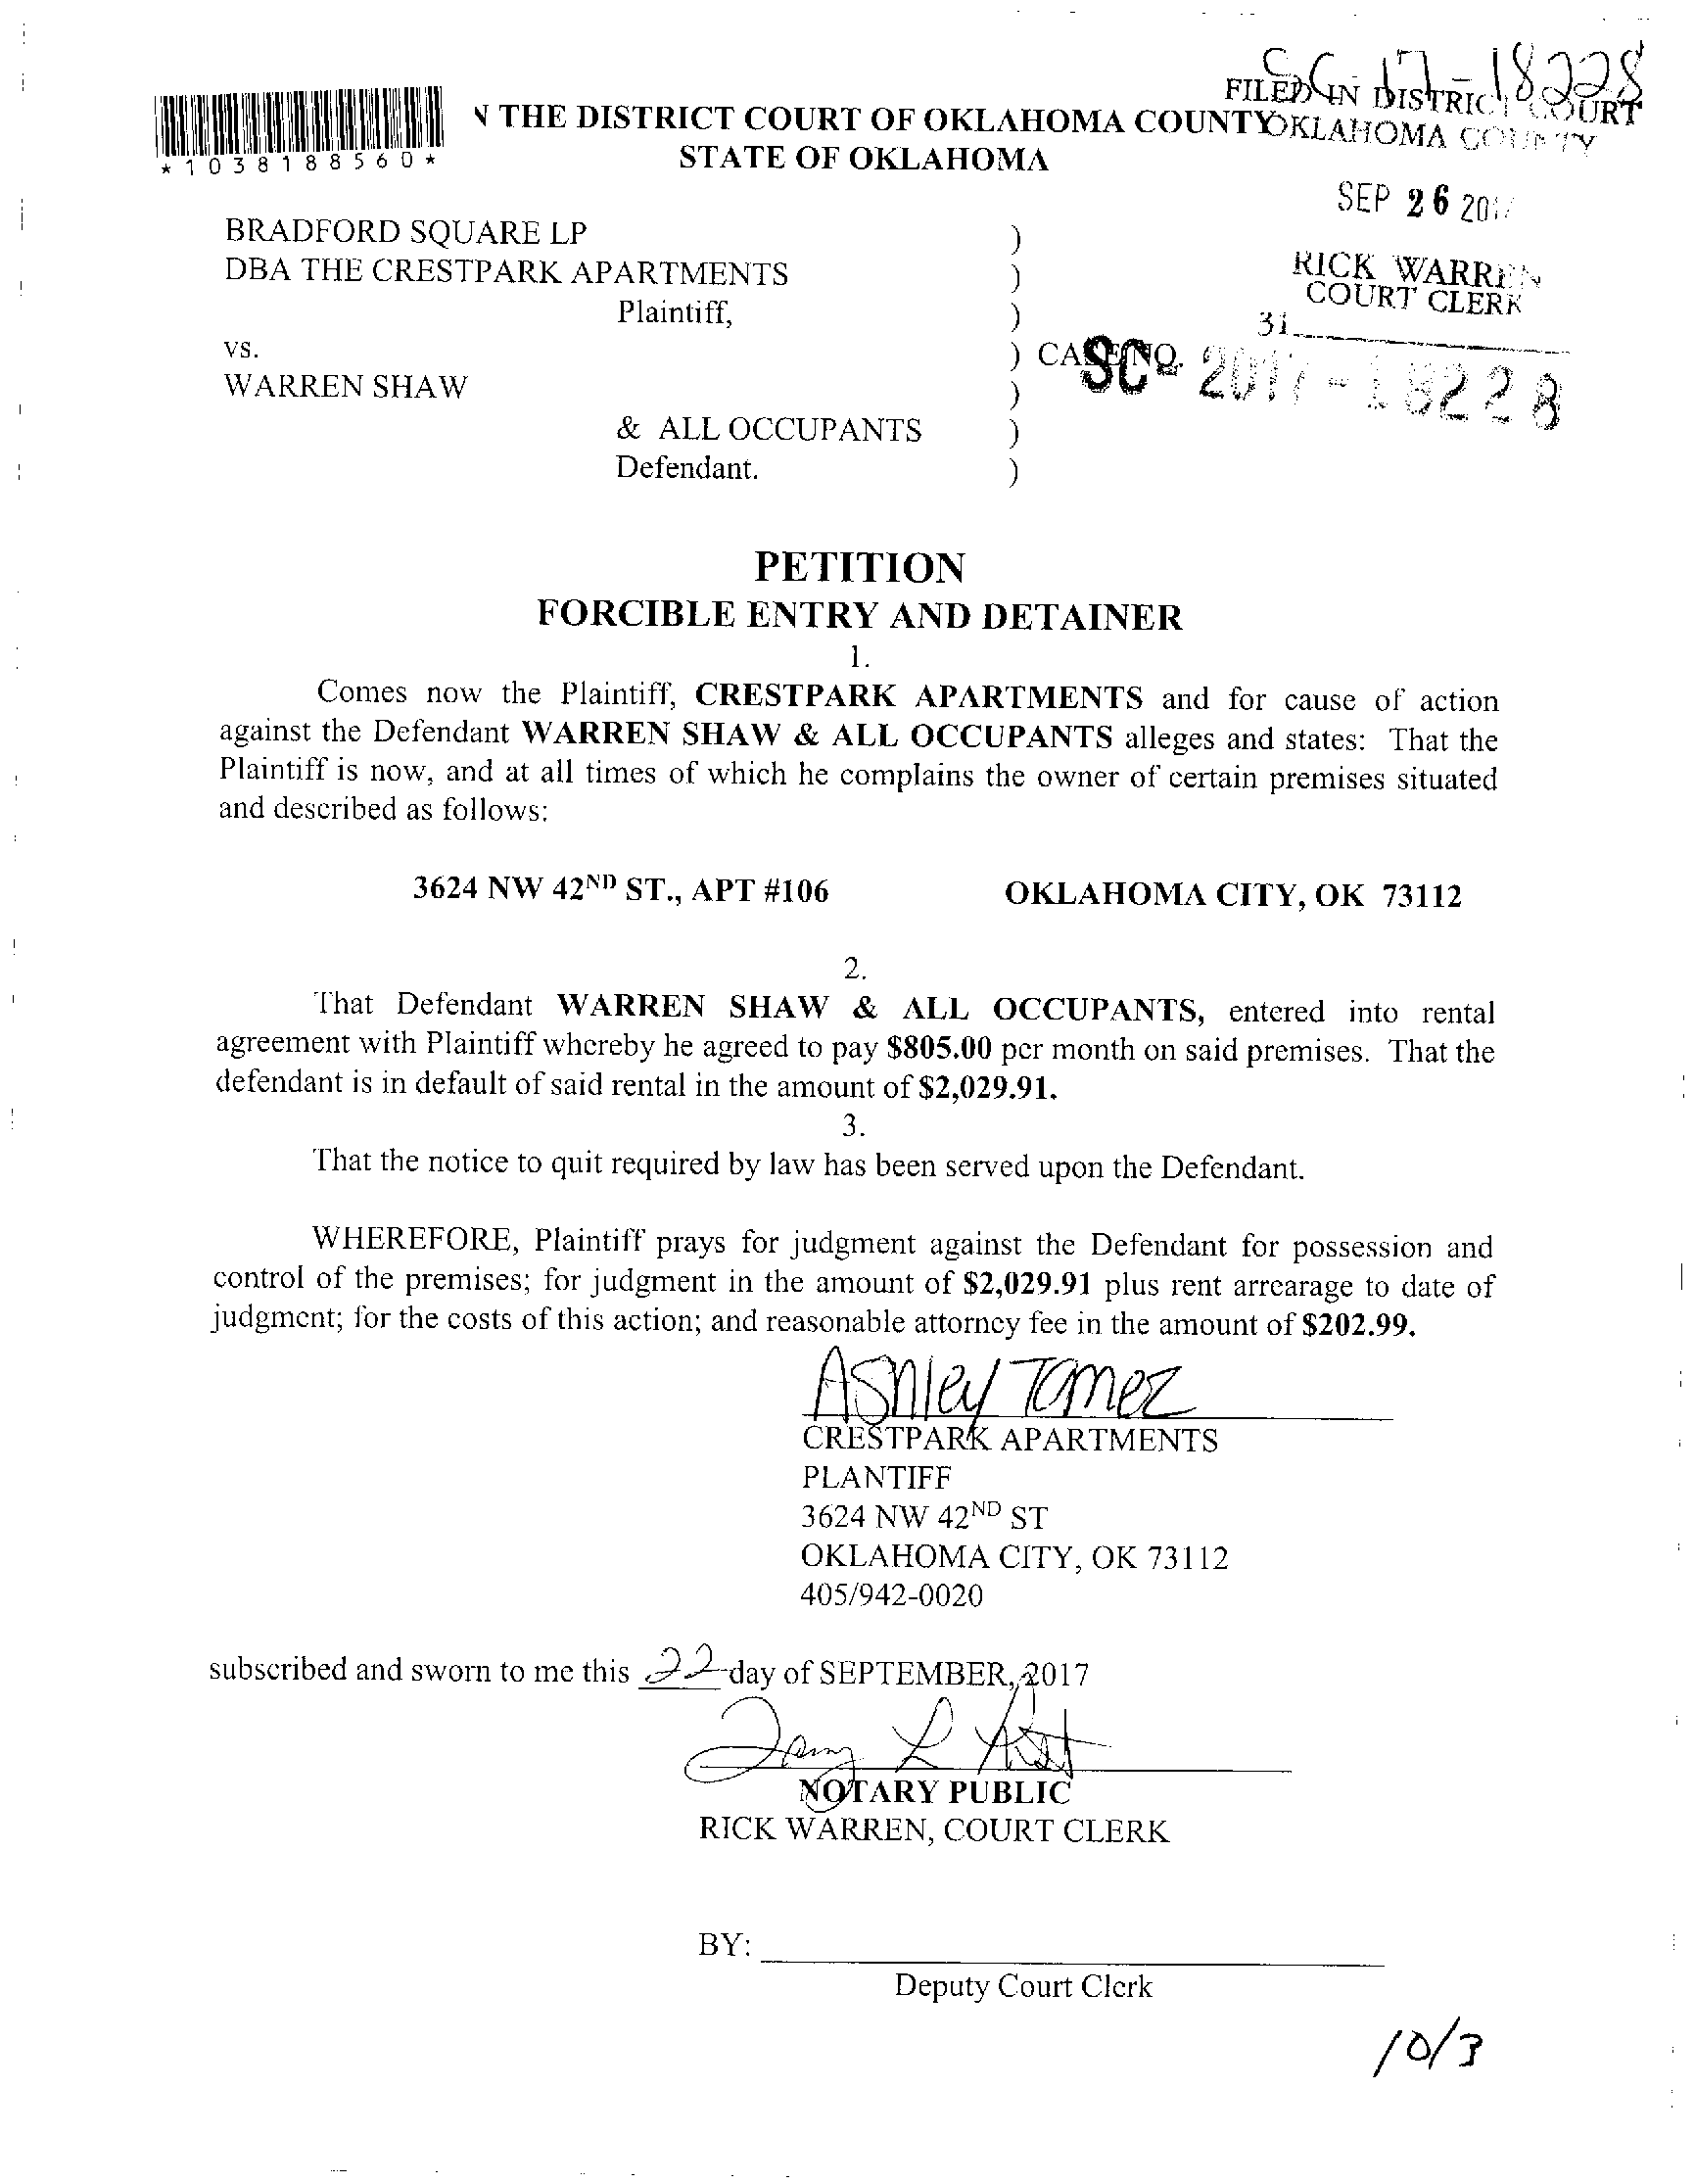 SC-17-18228
FILED IN DISTRICT COURT
OKLAHOMA COUNTY
*1038188560*
N THE DISTRICT COURT OF OKLAHOMA COUNTY
STATE OF OKLAHOMA
SEP 26 2017
RICK WARREN
COURT CLERK
31
BRADFORD SQUARE LP )
DBA THE CRESTPARK APARTMENTS )
Plaintiff, )
vs. ) CASE NO. SC-2017-18228
WARREN SHAW )
& ALL OCCUPANTS )
Defendant. )
PETITION
FORCIBLE ENTRY AND DETAINER
1.
Comes now the Plaintiff, CRESTPARK APARTMENTS and for cause of action
against the Defendant WARREN SHAW & ALL OCCUPANTS alleges and states: That the
Plaintiff is now, and at all times of which he complains the owner of certain premises situated
and described as follows:
3624 NW 42ND ST., APT #106 OKLAHOMA CITY, OK 73112
2.
That Defendant WARREN SHAW & ALL OCCUPANTS, entered into rental
agreement with Plaintiff whereby he agreed to pay $805.00 per month on said premises. That the
defendant is in default of said rental in the amount of $2,029.91.
3.
That the notice to quit required by law has been served upon the Defendant.
WHEREFORE, Plaintiff prays for judgment against the Defendant for possession and
control of the premises; for judgment in the amount of $2,029.91 plus rent arrearage to date of
judgment; for the costs of this action; and reasonable attorney fee in the amount of $202.99.
Ashley Tamez
CRESTPARK APARTMENTS
PLANTIFF
3624 NW 42ND ST
OKLAHOMA CITY, OK 73112
405/942-0020
subscribed and sworn to me this 22 day of SEPTEMBER, 2017
NOTARY PUBLIC
RICK WARREN, COURT CLERK
BY:
Deputy Court Clerk
10/3